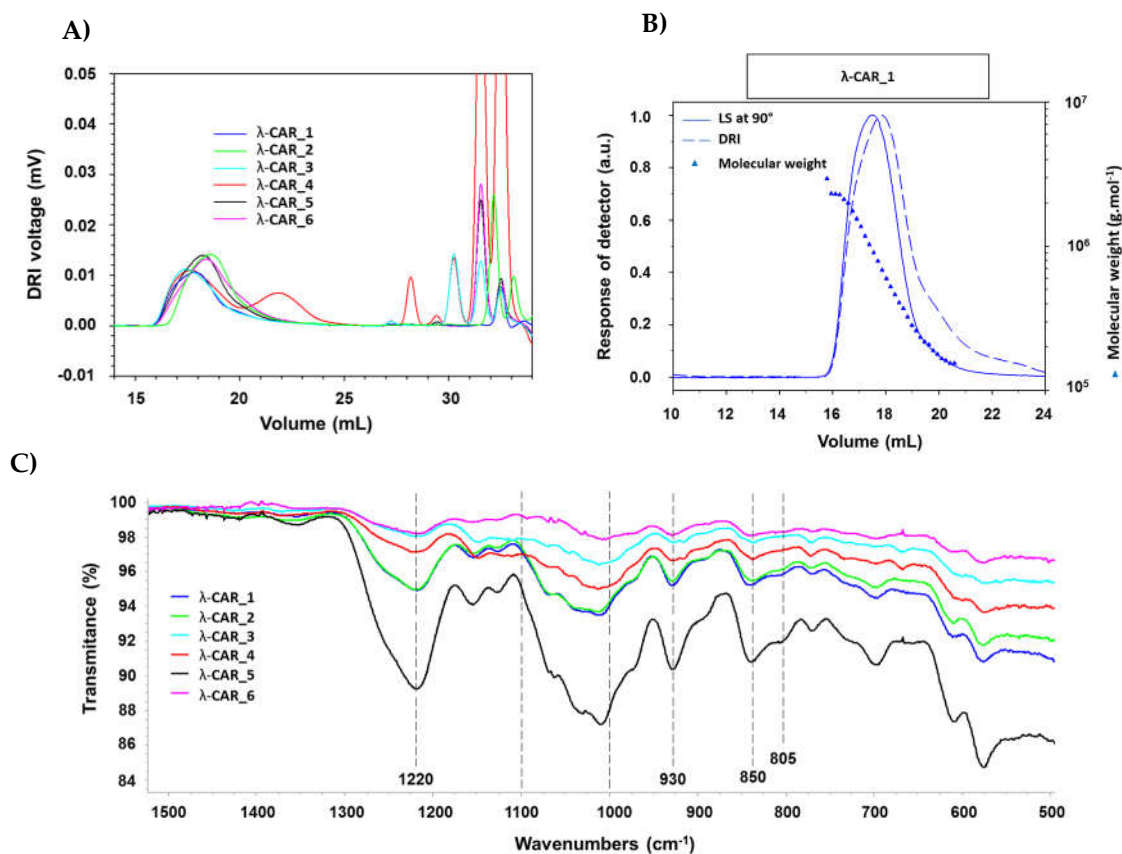 A)
B)
λ-CAR_1
0.05
0.04
0.03
0.02
0.01
0.00
-0.01
DRI voltage (mV)
λ-CAR_1
λ-CAR_2
λ-CAR_3
λ-CAR_4
λ-CAR_5
λ-CAR_6
15
20
25
30
Volume (mL)
1.0
0.8
0.6
0.4
0.2
0.0
Response of detector (a.u.)
LS at 90°
DRI
Molecular weight
10⁷
10⁶
10⁵
Molecular weight (g.mol⁻¹)
10
12
14
16
18
20
22
24
Volume (mL)
C)
100
98
96
94
92
90
88
86
84
Transmitance (%)
λ-CAR_1
λ-CAR_2
λ-CAR_3
λ-CAR_4
λ-CAR_5
λ-CAR_6
1220
930
850
805
1500
1400
1300
1200
1100
1000
900
800
700
600
500
Wavenumbers (cm⁻¹)